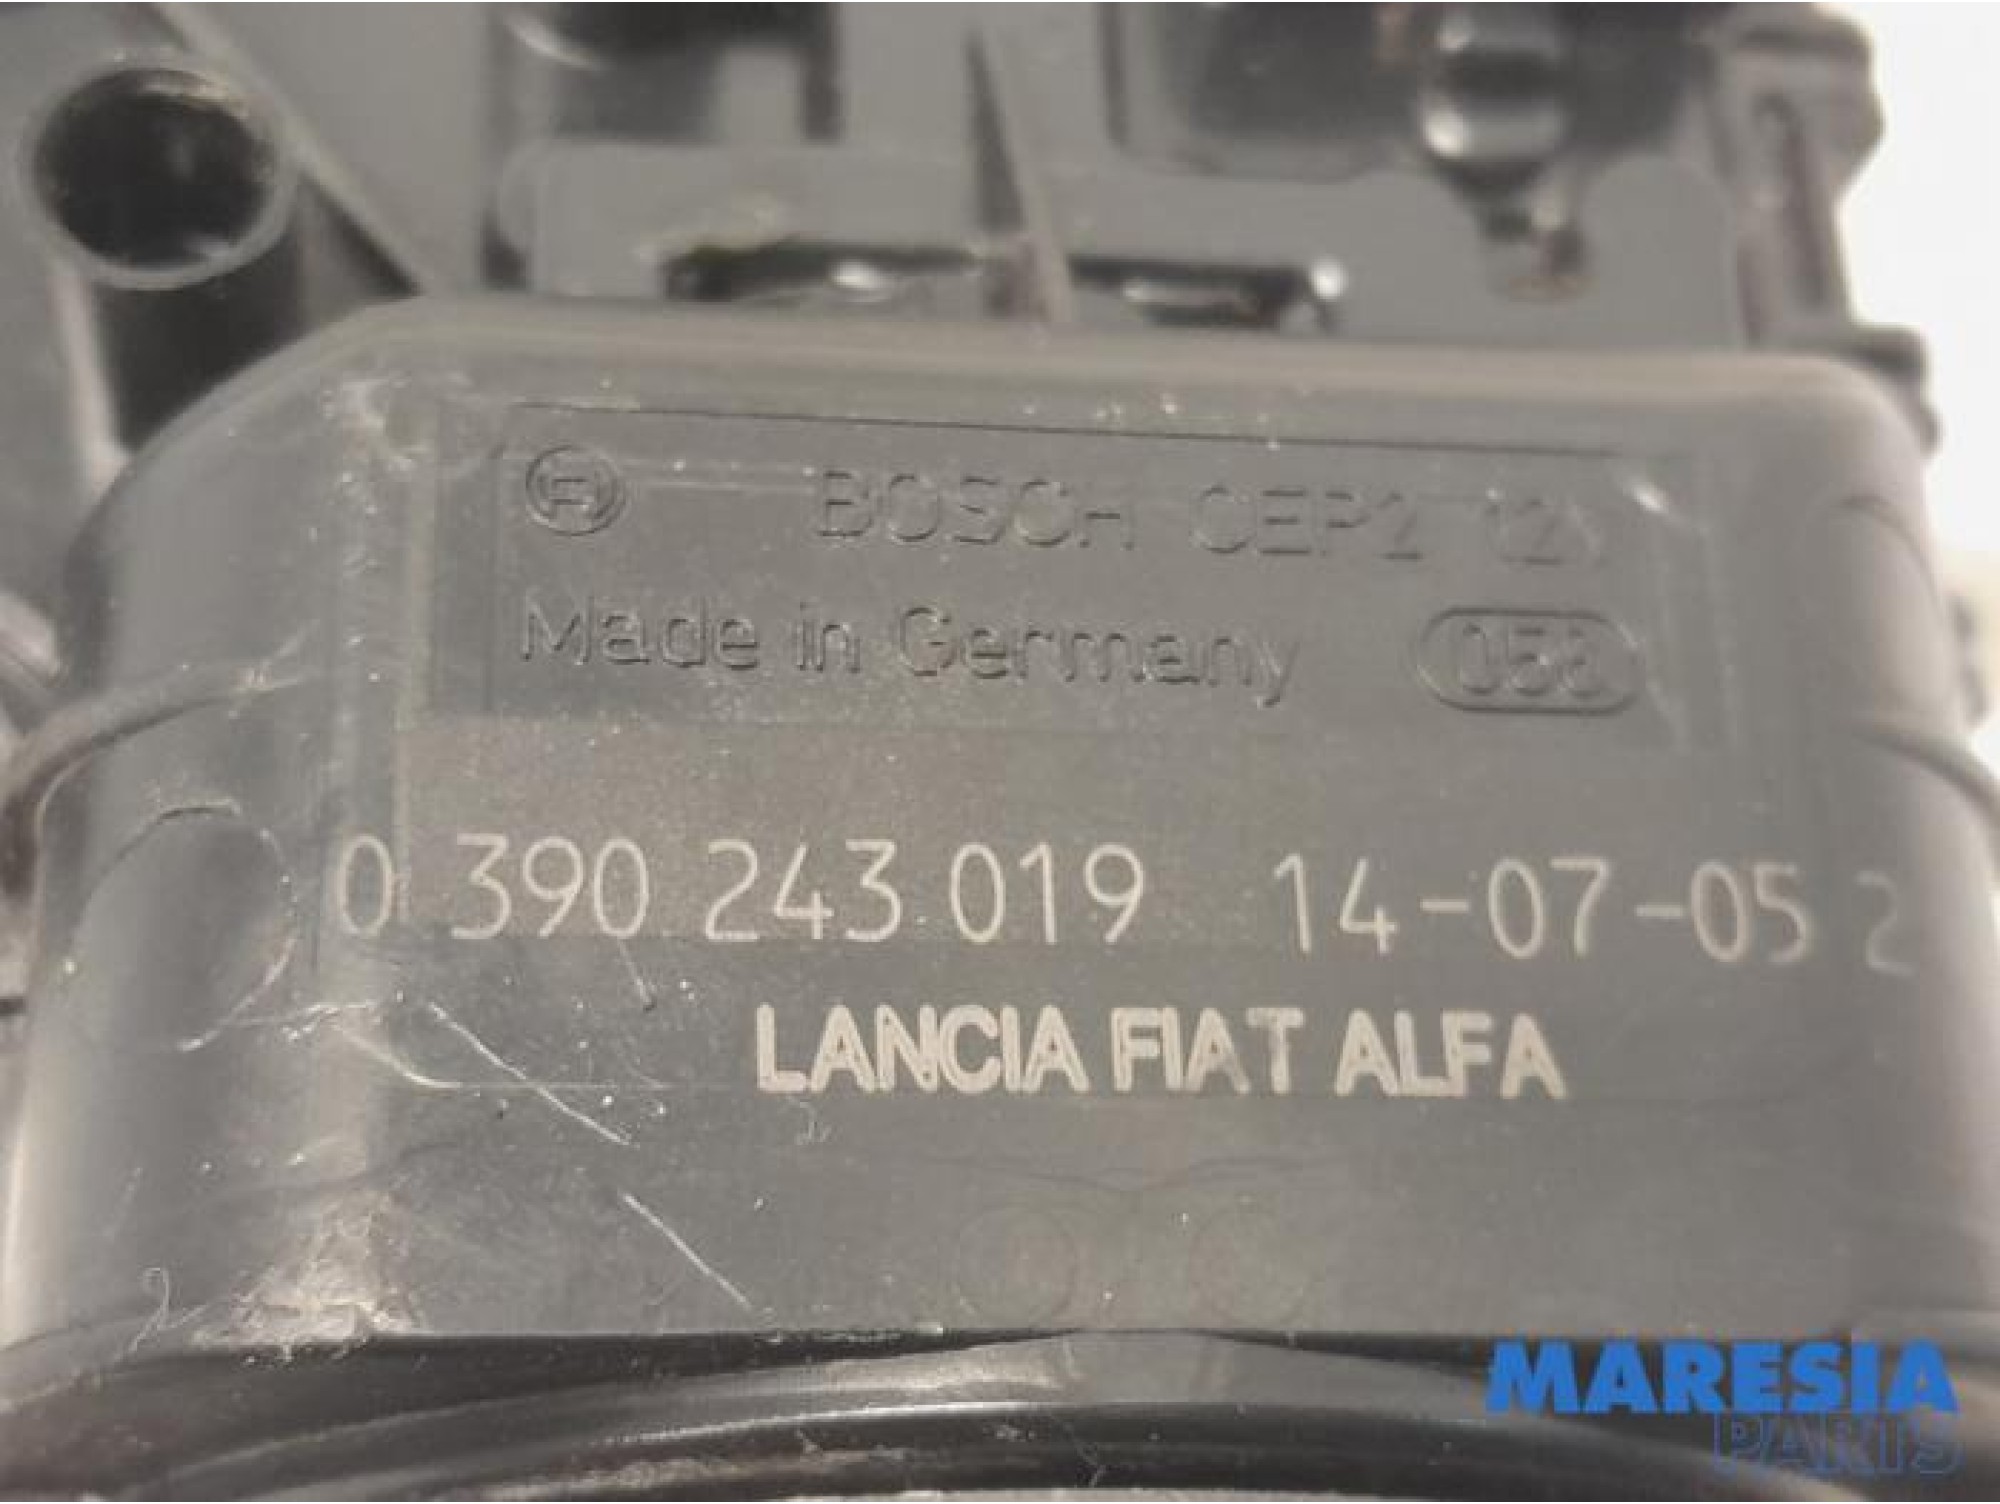 BOSCH CEP2 12V
Made in Germany
0 390 243 019 14-07-05 2
LANCIA FIAT ALFA
MARESIA
PARTS